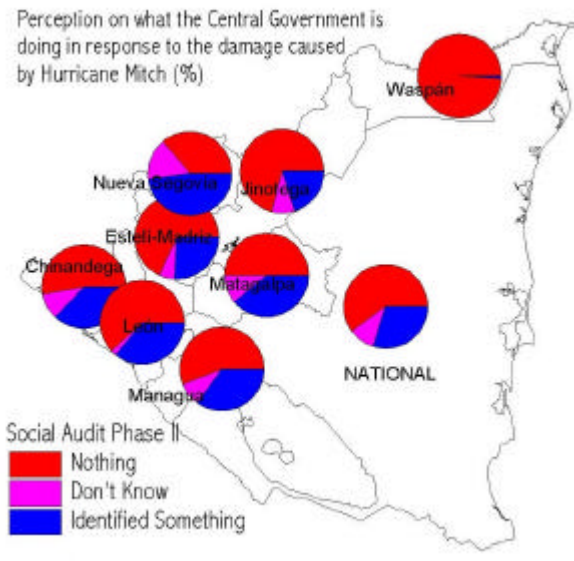 Perception on what the Central Government is
doing in response to the damage caused
by Hurricane Mitch (%)
Waspán
Nueva Segovia
Jinotega
Estelí-Madriz
Chinandega
Matagalpa
León
NATIONAL
Managua
Social Audit Phase II
Nothing
Don't Know
Identified Something